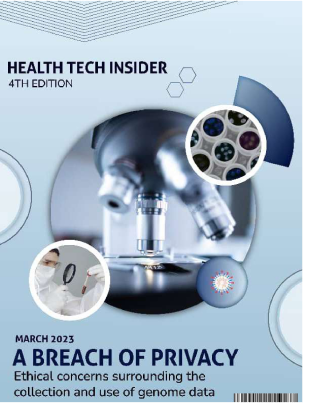 HEALTH TECH INSIDER
4TH EDITION
MARCH 2023
A BREACH OF PRIVACY
Ethical concerns surrounding the
collection and use of genome data